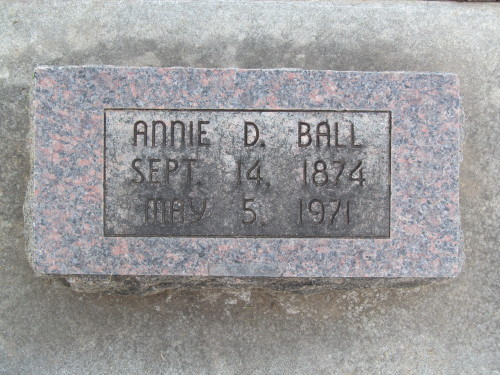 ANNIE D. BALL
SEPT. 14, 1874
MAY 5, 1971